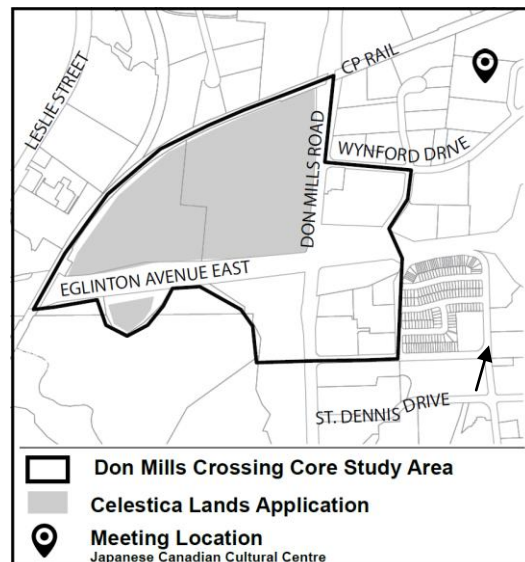 CP RAIL
LESLIE STREET
WYNFORD DRIVE
DON MILLS ROAD
EGLINTON AVENUE EAST
ST. DENNIS DRIVE
Don Mills Crossing Core Study Area
Celestica Lands Application
Meeting Location
Japanese Canadian Cultural Centre